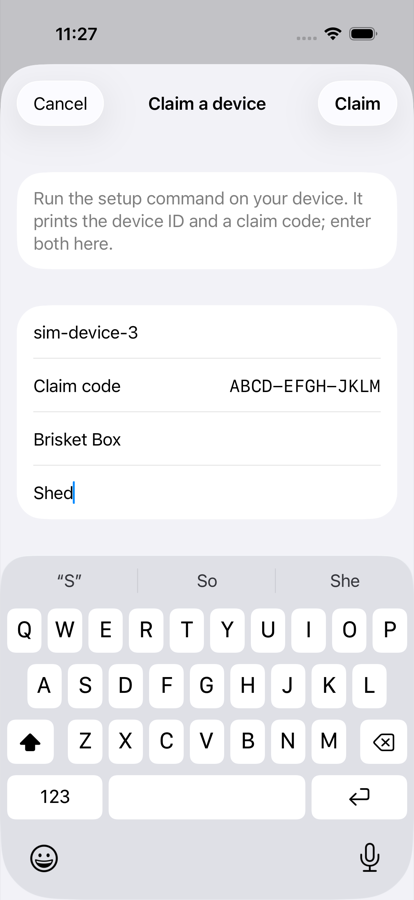 11:27
Cancel Claim a device Claim
Run the setup command on your device. It
prints the device ID and a claim code; enter
both here.
sim-device-3
Claim code ABCD–EFGH–JKLM
Brisket Box
Shed
“S” So She
Q W E R T Y U I O P
A S D F G H J K L
Z X C V B N M
123